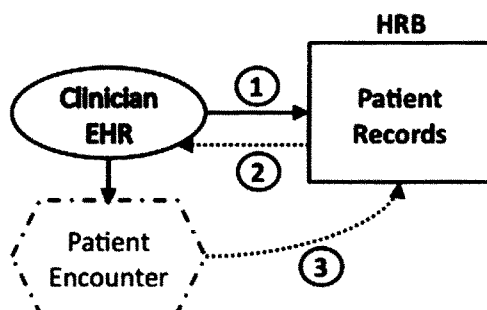 HRB
1
Clinician
EHR
Patient
Records
2
Patient
Encounter
3